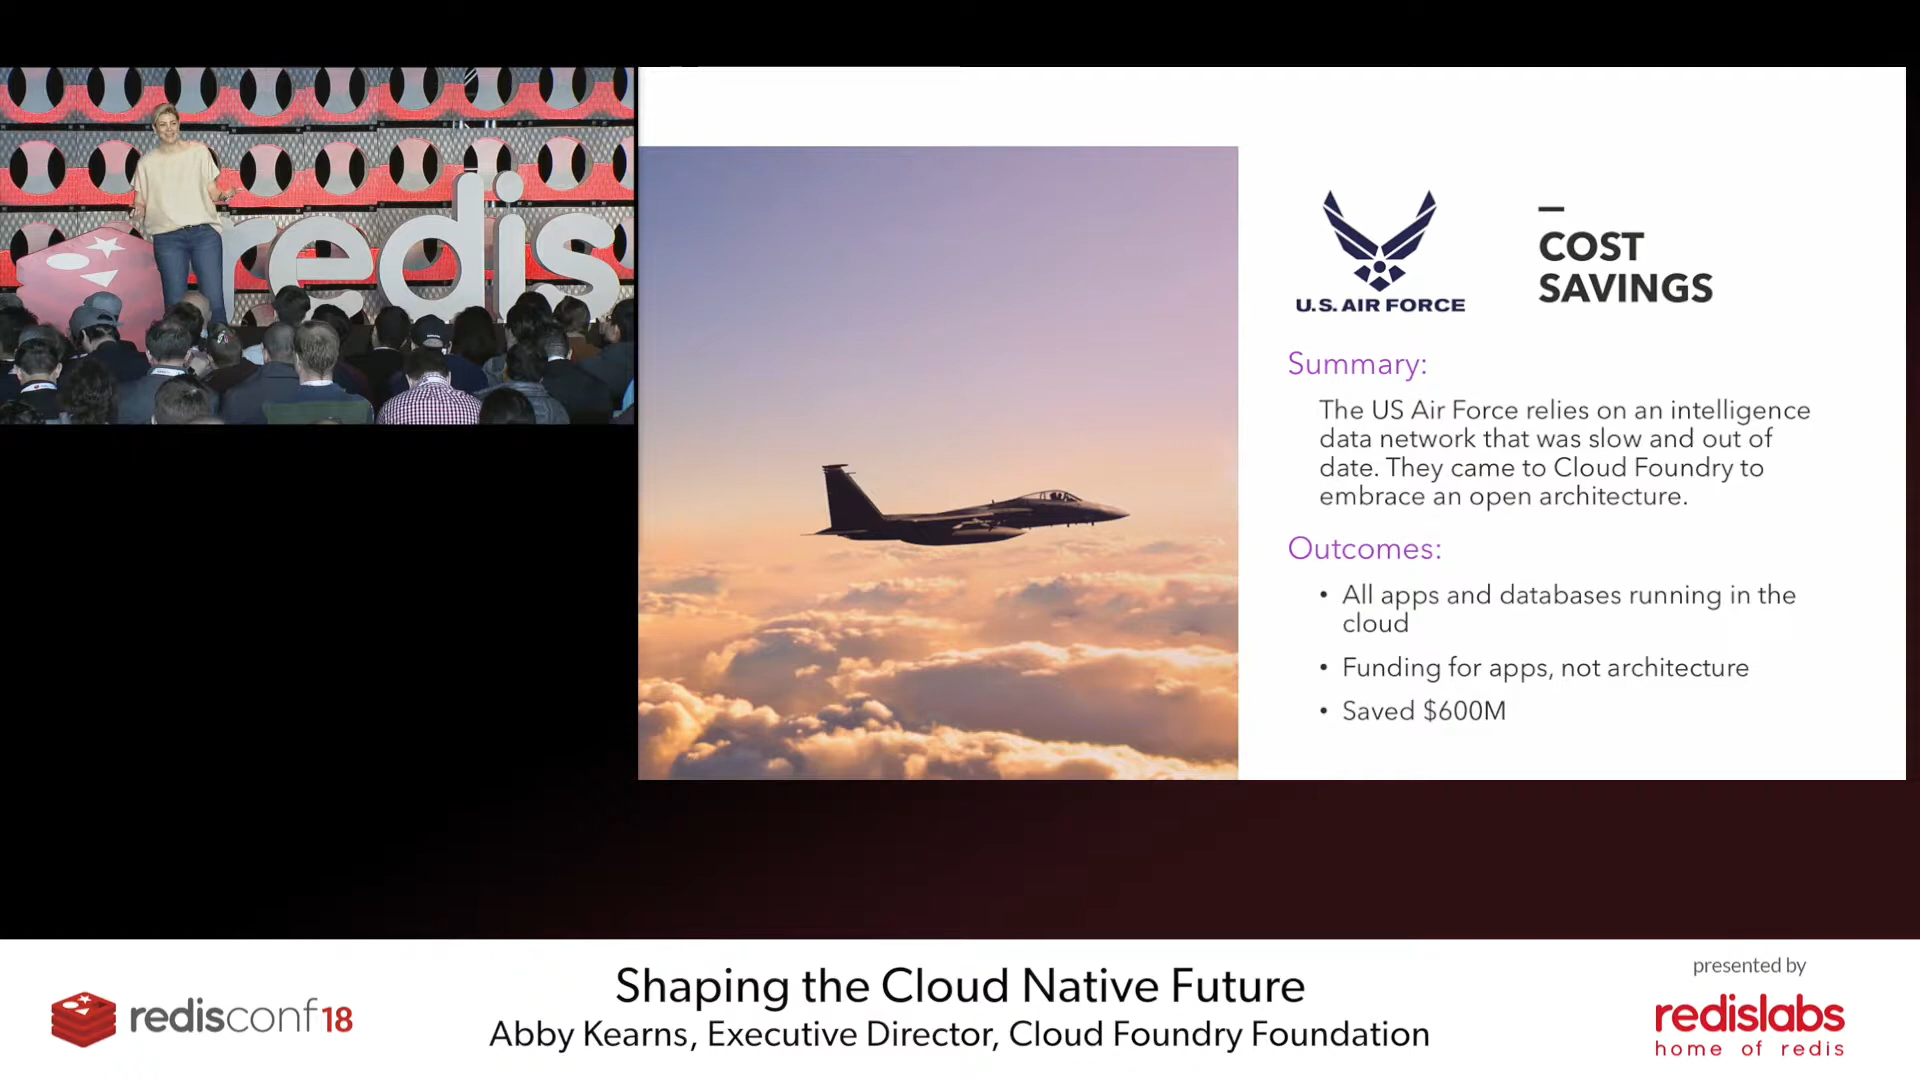 redis
U.S. AIR FORCE
COST
SAVINGS
Summary:
The US Air Force relies on an intelligence
data network that was slow and out of
date. They came to Cloud Foundry to
embrace an open architecture.
Outcomes:
• All apps and databases running in the
cloud
• Funding for apps, not architecture
• Saved $600M
redisconf18
Shaping the Cloud Native Future
Abby Kearns, Executive Director, Cloud Foundry Foundation
presented by
redislabs
home of redis